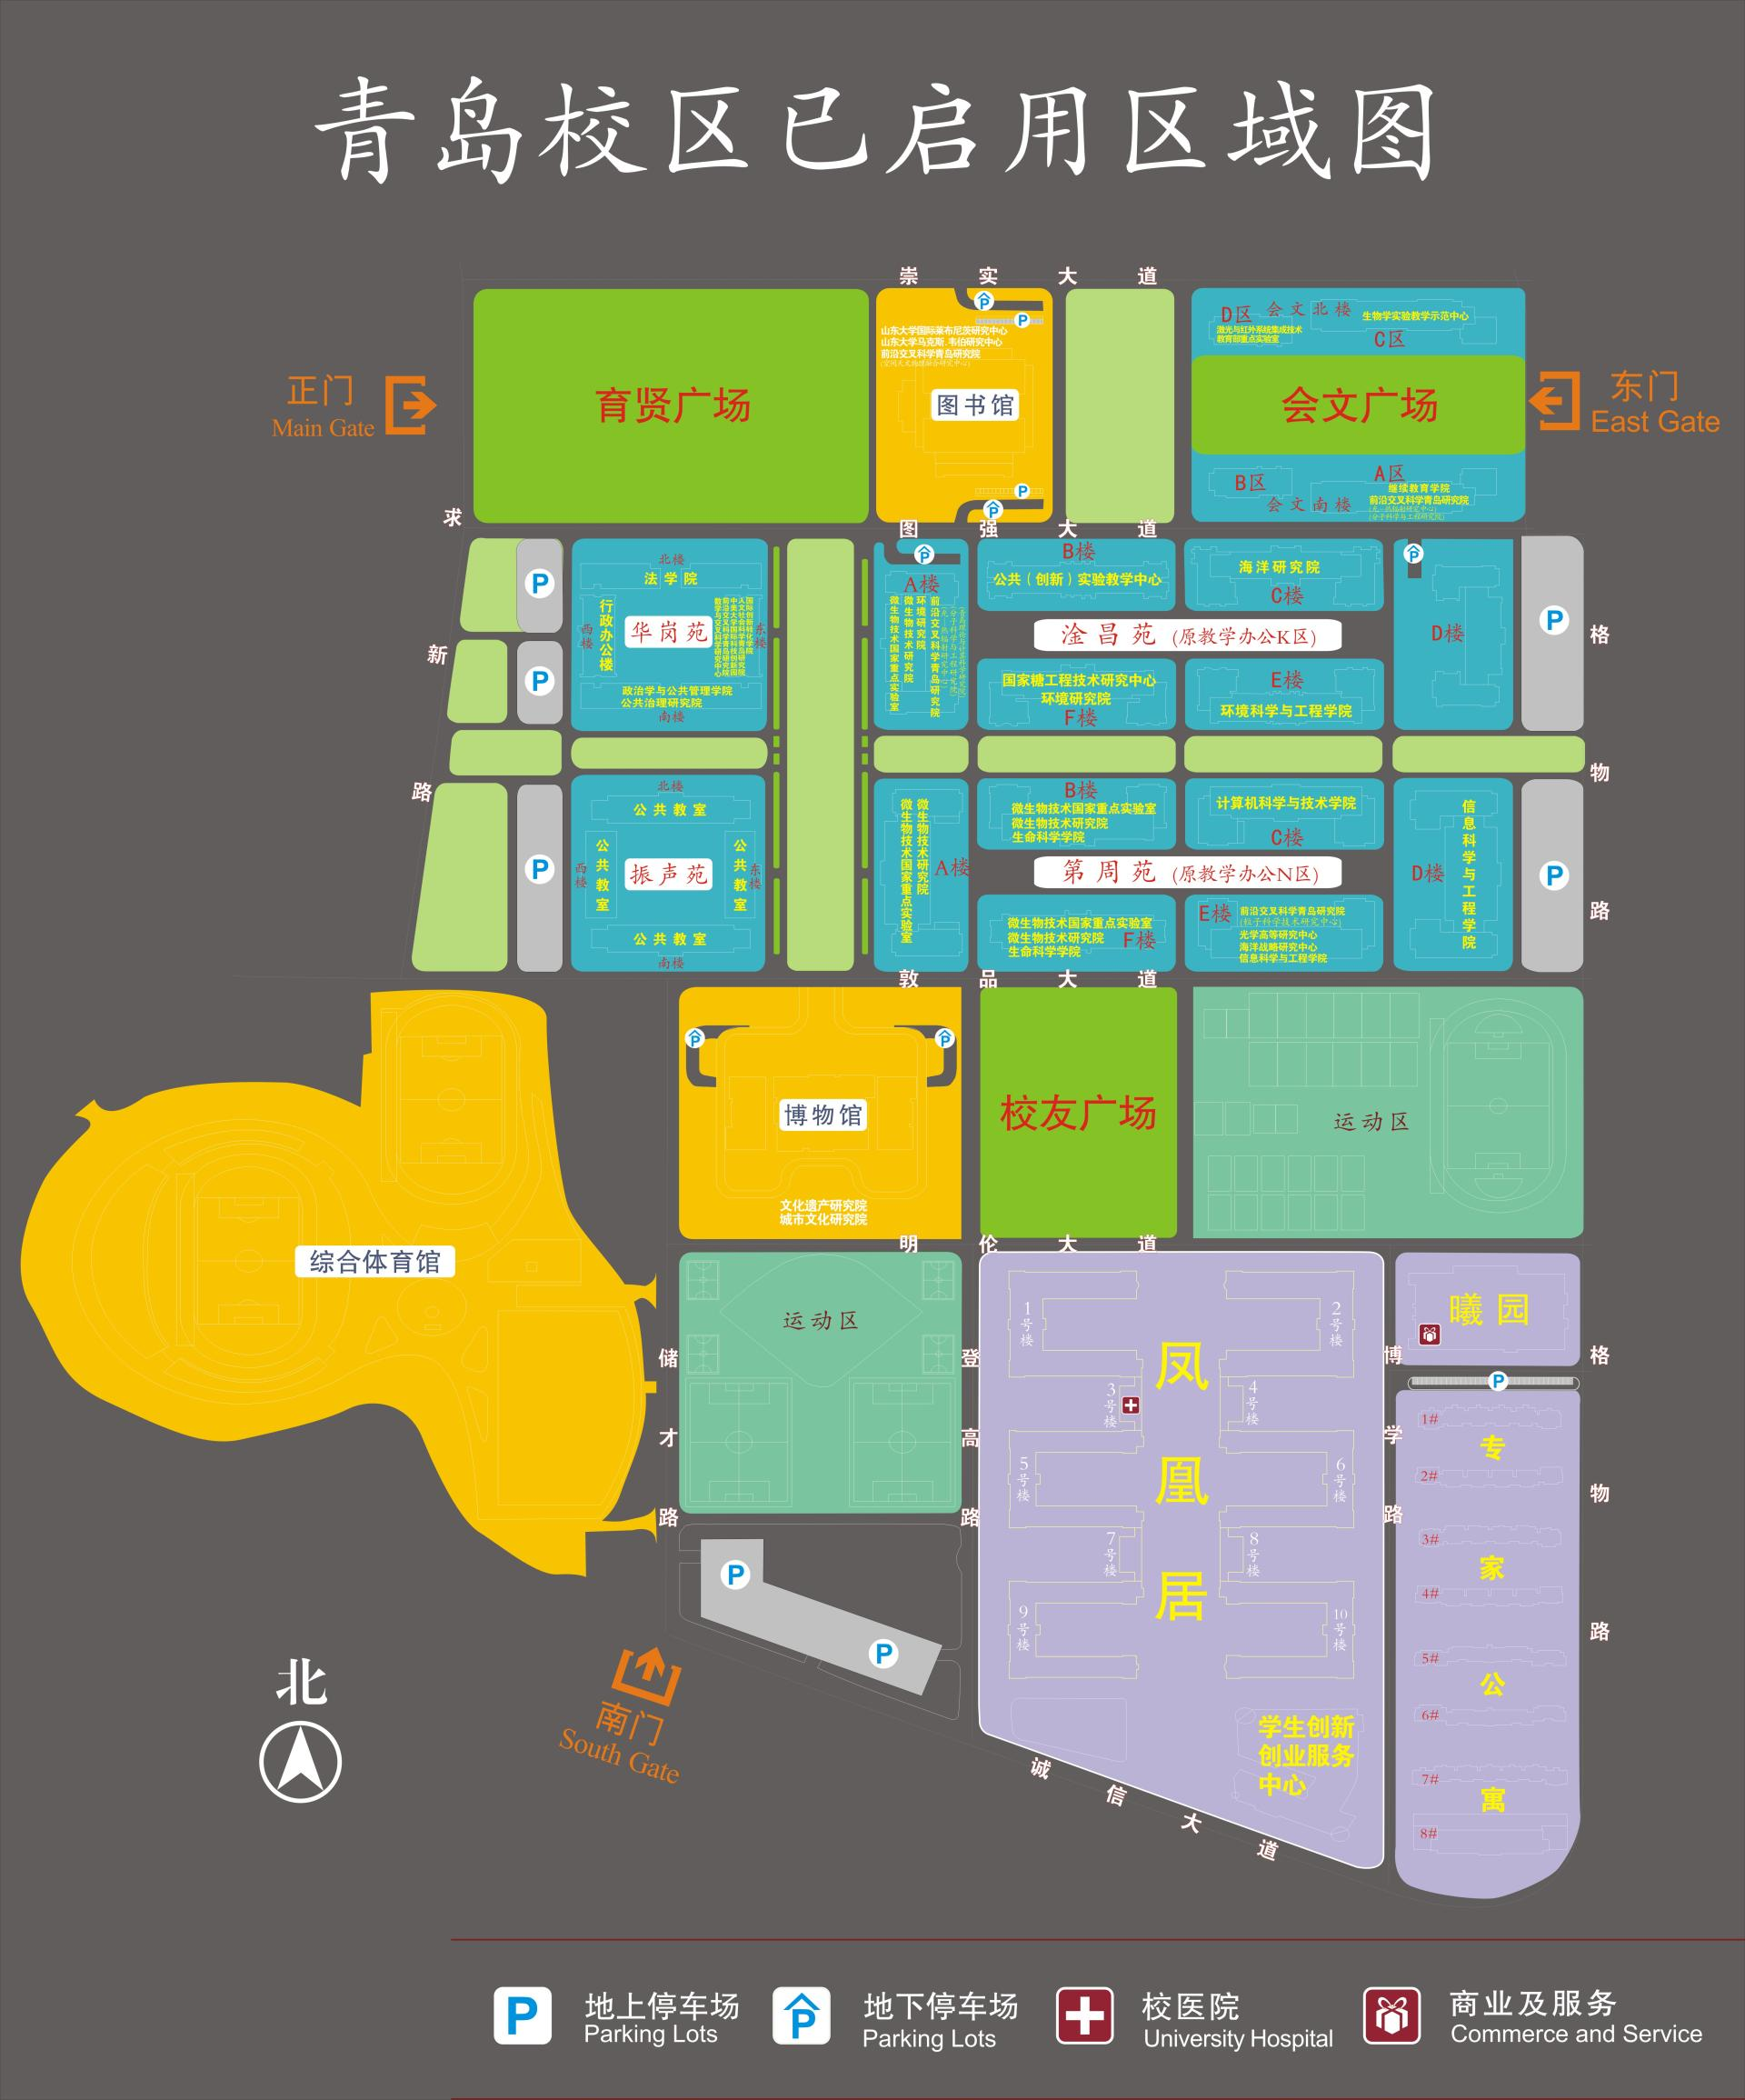 青岛校区已启用区域图
崇实大道
正门
Main Gate
育贤广场
山东大学国际莱布尼茨研究中心
山东大学马克斯·韦伯研究中心
前沿交叉科学青岛研究院
图书馆
D区
会文北楼
激光与红外系统集成技术
教育部重点实验室
生物学实验教学示范中心
C区
会文广场
东门
East Gate
B区
会文南楼
A区
继续教育学院
前沿交叉科学青岛研究院
(分子科学与工程研究院)
求新路
图强大道
P
P
P
北楼
法学院
行政办公楼
西楼
华岗苑
东楼
政治学与公共管理学院
公共治理研究院
南楼
A楼
微生物技术国家重点实验室
微生物技术研究院
环境研究院
前沿交叉科学青岛研究院
B楼
公共（创新）实验教学中心
海洋研究院
C楼
淦昌苑 (原教学办公K区)
D楼
国家糖工程技术研究中心
环境研究院
F楼
E楼
环境科学与工程学院
P
格物路
北楼
公共教室
公共教室
西楼
振声苑
公共教室
东楼
公共教室
南楼
微生物技术国家重点实验室
微生物技术研究院
A楼
B楼
微生物技术国家重点实验室
微生物技术研究院
生命科学学院
计算机科学与技术学院
C楼
第周苑 (原教学办公N区)
D楼
信息科学与工程学院
微生物技术国家重点实验室
微生物技术研究院
生命科学学院
F楼
E楼
前沿交叉科学青岛研究院
(粒子科学技术研究中心)
光学高等研究中心
海洋战略研究中心
信息科学与工程学院
P
敦品大道
博物馆
文化遗产研究院
城市文化研究院
校友广场
运动区
综合体育馆
明伦大道
运动区
储才路
登高路
1号楼
2号楼
3号楼
4号楼
5号楼
6号楼
7号楼
8号楼
9号楼
10号楼
凤凰居
学生创新
创业服务
中心
博学路
曦园
P
格物路
1#
2#
3#
4#
5#
6#
7#
8#
专家公寓
P
P
南门
South Gate
诚信大道
北
P
地上停车场
Parking Lots
P
地下停车场
Parking Lots
校医院
University Hospital
商业及服务
Commerce and Service